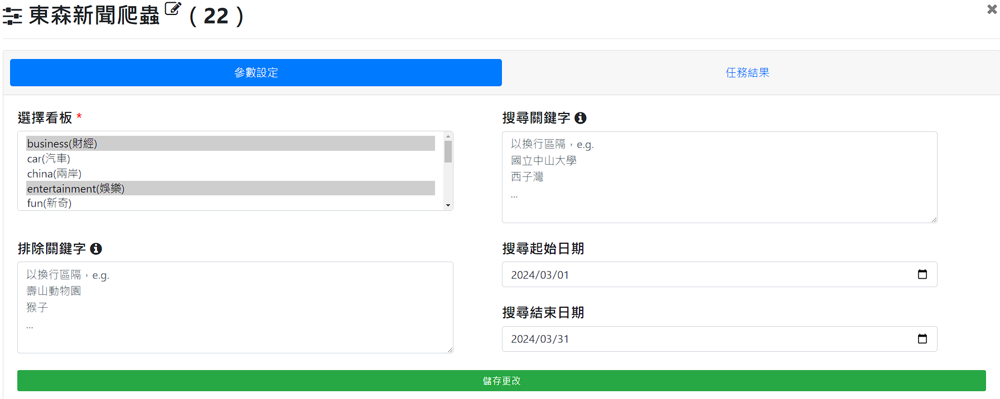 東森新聞爬蟲 ( 22 )
參數設定
任務結果
選擇看板 *
business(財經)
car(汽車)
china(兩岸)
entertainment(娛樂)
fun(新奇)
搜尋關鍵字
以換行區隔，e.g.
國立中山大學
西子灣
...
排除關鍵字
以換行區隔，e.g.
壽山動物園
猴子
...
搜尋起始日期
2024/03/01
搜尋結束日期
2024/03/31
儲存更改